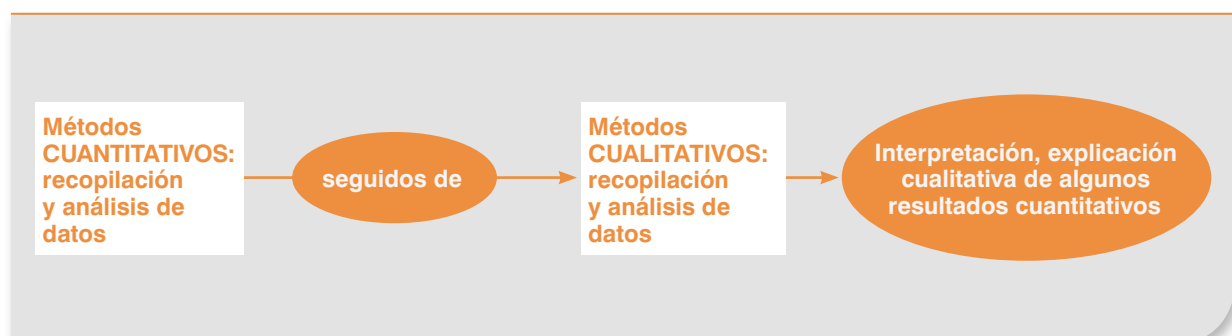 Métodos
CUANTITATIVOS:
recopilación
y análisis de
datos
seguidos de
Métodos
CUALITATIVOS:
recopilación
y análisis de
datos
Interpretación, explicación
cualitativa de algunos
resultados cuantitativos